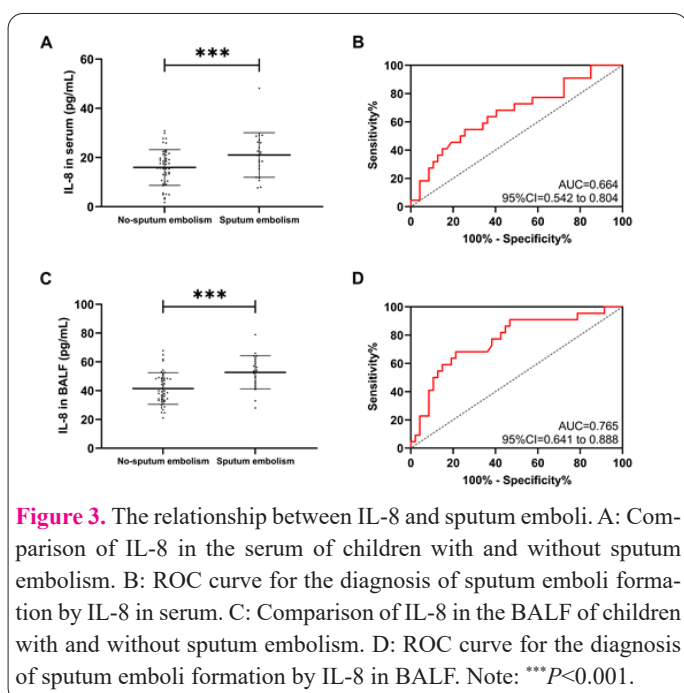 A
***
60
40
20
0
IL-8 in serum (pg/mL)
No-sputum embolism Sputum embolism
B
100
80
60
40
20
0
Sensitivity%
AUC=0.664
95%CI=0.542 to 0.804
0 20 40 60 80 100
100% - Specificity%
C
***
100
80
60
40
20
0
IL-8 in BALF (pg/mL)
No-sputum embolism Sputum embolism
D
100
80
60
40
20
0
Sensitivity%
AUC=0.765
95%CI=0.641 to 0.888
0 20 40 60 80 100
100% - Specificity%
Figure 3. The relationship between IL-8 and sputum emboli. A: Com-
parison of IL-8 in the serum of children with and without sputum
embolism. B: ROC curve for the diagnosis of sputum emboli forma-
tion by IL-8 in serum. C: Comparison of IL-8 in the BALF of children
with and without sputum embolism. D: ROC curve for the diagnosis
of sputum emboli formation by IL-8 in BALF. Note: ***P<0.001.